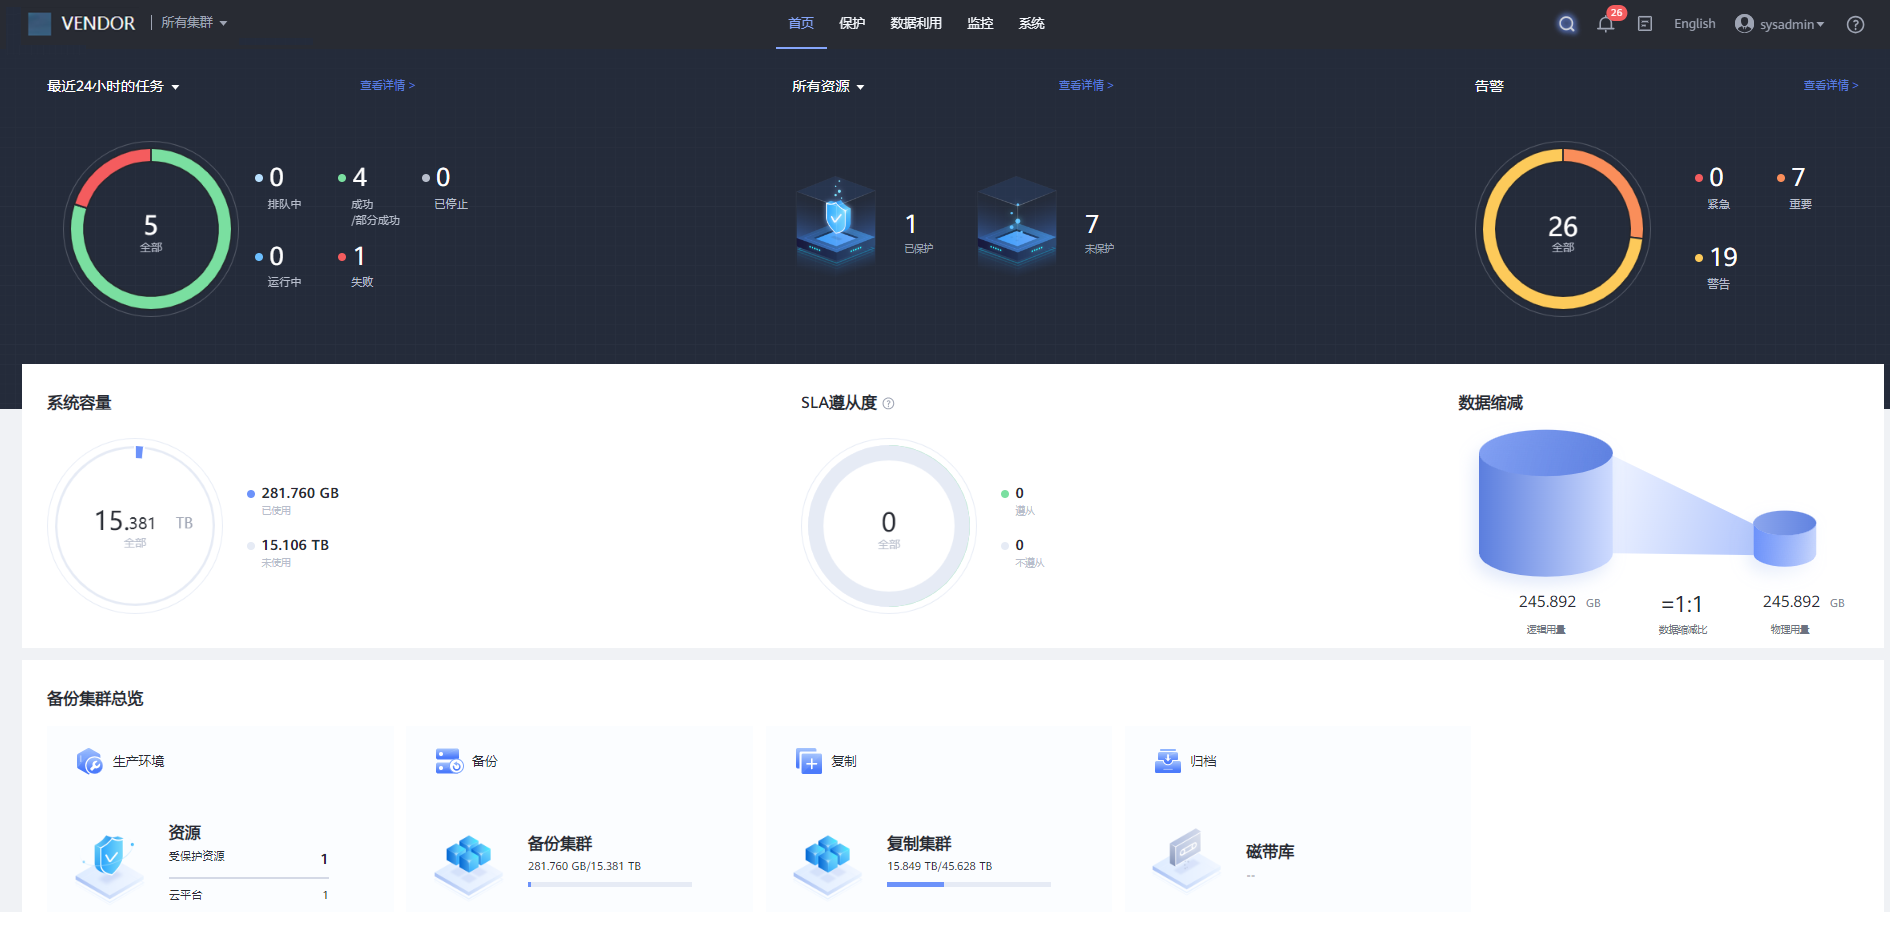 VENDOR 所有集群 首页 保护 数据利用 监控 系统 26 English sysadmin
最近24小时的任务 查看详情 >
5
全部
0
排队中
4
成功
/部分成功
0
已停止
0
运行中
1
失败
所有资源 查看详情 >
1
已保护
7
未保护
告警 查看详情 >
26
全部
0
紧急
7
重要
19
警告
系统容量
15.381 TB
全部
281.760 GB
已使用
15.106 TB
未使用
SLA遵从度
0
全部
0
遵从
0
不遵从
数据缩减
245.892 GB
逻辑用量
=1:1
数据缩减比
245.892 GB
物理用量
备份集群总览
生产环境
资源
受保护资源 1
云平台 1
备份
备份集群
281.760 GB/15.381 TB
复制
复制集群
15.849 TB/45.628 TB
归档
磁带库
--